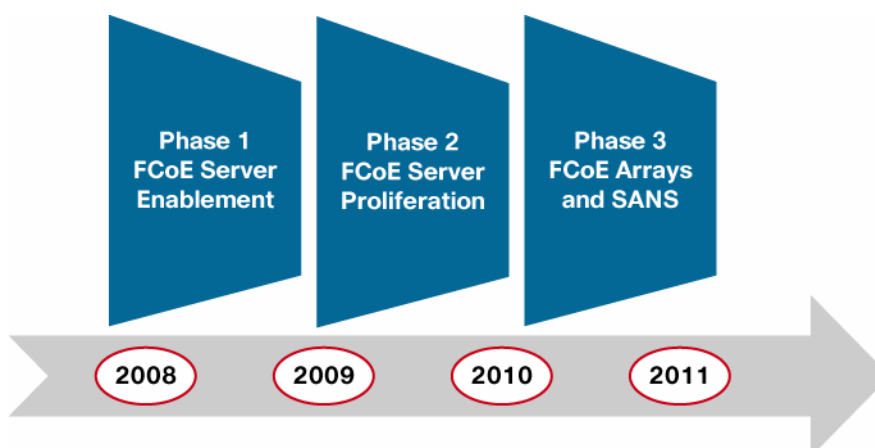 Phase 1
FCoE Server
Enablement
Phase 2
FCoE Server
Proliferation
Phase 3
FCoE Arrays
and SANS
2008
2009
2010
2011